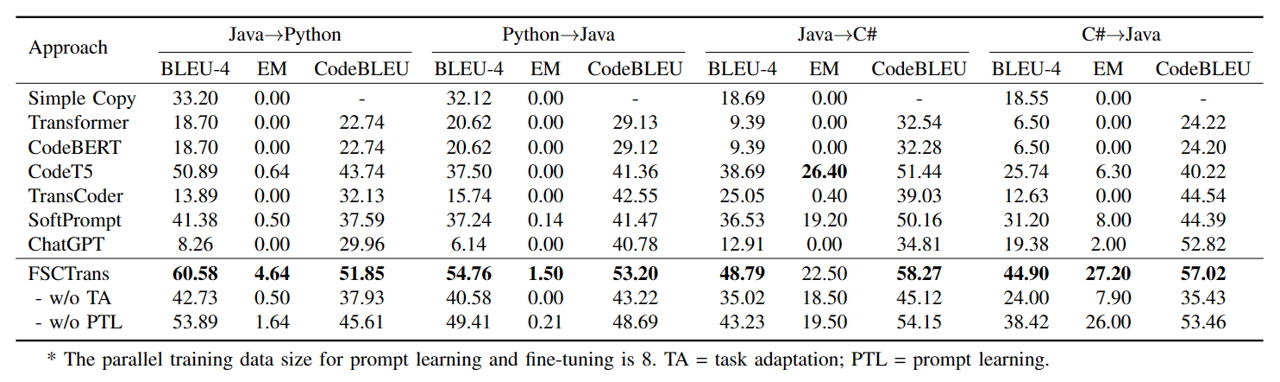 Approach Java→Python Python→Java Java→C# C#→Java
BLEU-4 EM CodeBLEU BLEU-4 EM CodeBLEU BLEU-4 EM CodeBLEU BLEU-4 EM CodeBLEU
Simple Copy 33.20 0.00 - 32.12 0.00 - 18.69 0.00 - 18.55 0.00 -
Transformer 18.70 0.00 22.74 20.62 0.00 29.13 9.39 0.00 32.54 6.50 0.00 24.22
CodeBERT 18.70 0.00 22.74 20.62 0.00 29.12 9.39 0.00 32.28 6.50 0.00 24.20
CodeT5 50.89 0.64 43.74 37.50 0.00 41.36 38.69 26.40 51.44 25.74 6.30 40.22
TransCoder 13.89 0.00 32.13 15.74 0.00 42.55 25.05 0.40 39.03 12.63 0.00 44.54
SoftPrompt 41.38 0.50 37.59 37.24 0.14 41.47 36.53 19.20 50.16 31.20 8.00 44.39
ChatGPT 8.26 0.00 29.96 6.14 0.00 40.78 12.91 0.00 34.81 19.38 2.00 52.82
FSCTrans 60.58 4.64 51.85 54.76 1.50 53.20 48.79 22.50 58.27 44.90 27.20 57.02
- w/o TA 42.73 0.50 37.93 40.58 0.00 43.22 35.02 18.50 45.12 24.00 7.90 35.43
- w/o PTL 53.89 1.64 45.61 49.41 0.21 48.69 43.23 19.50 54.15 38.42 26.00 53.46
* The parallel training data size for prompt learning and fine-tuning is 8. TA = task adaptation; PTL = prompt learning.